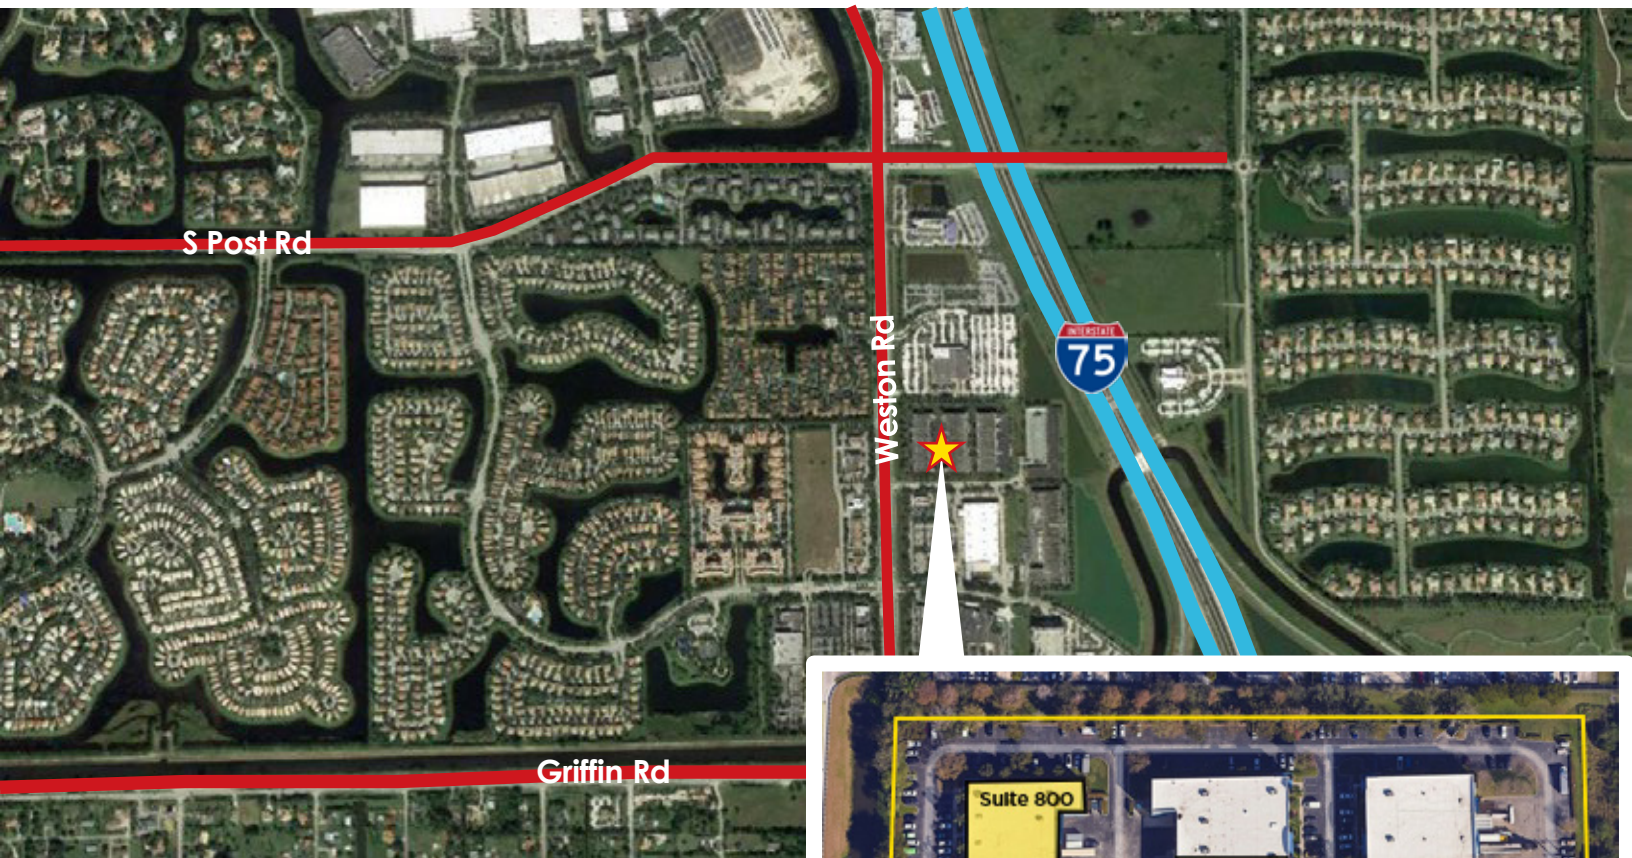 S Post Rd
Weston Rd
INTERSTATE
75
Griffin Rd
Suite 800